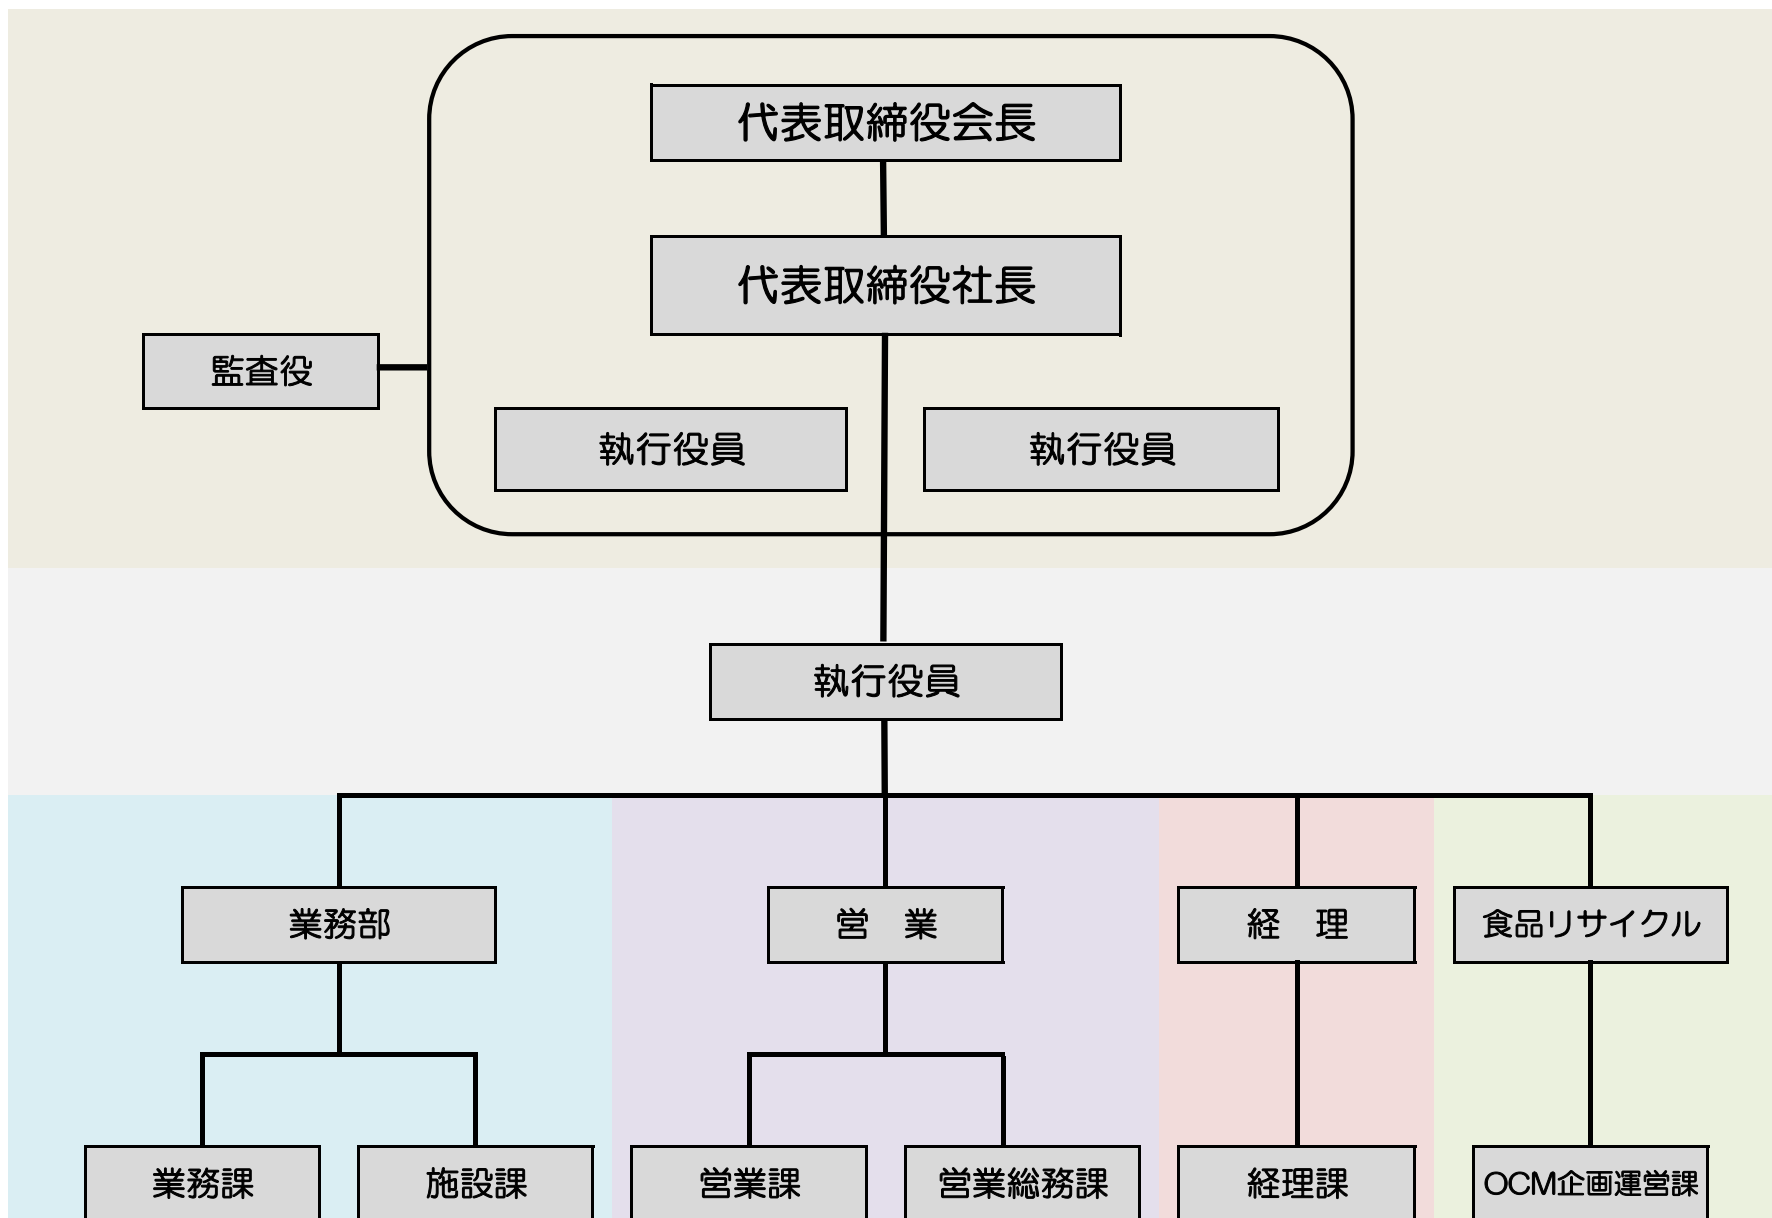 代表取締役会長
代表取締役社長
監査役
執行役員
執行役員
執行役員
業務部
営　業
経　理
食品リサイクル
業務課
施設課
営業課
営業総務課
経理課
OCM企画運営課